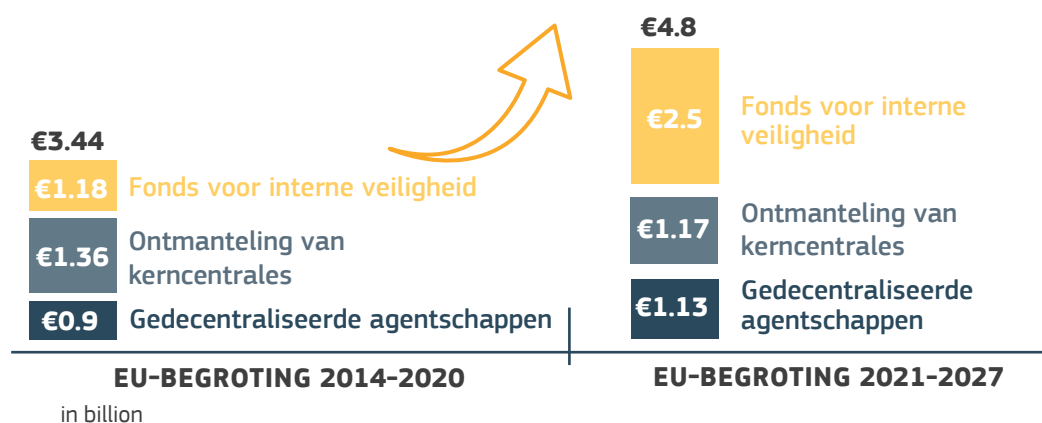 €3.44
€1.18
Fonds voor interne veiligheid
€1.36
Ontmanteling van
kerncentrales
€0.9
Gedecentraliseerde agentschappen
EU-BEGROTING 2014-2020
in billion
€4.8
€2.5
Fonds voor interne
veiligheid
€1.17
Ontmanteling van
kerncentrales
€1.13
Gedecentraliseerde
agentschappen
EU-BEGROTING 2021-2027